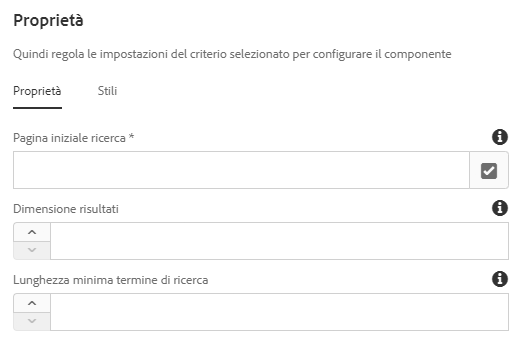 Proprietà
Quindi regola le impostazioni del criterio selezionato per configurare il componente
Proprietà
Stili
Pagina iniziale ricerca *
Dimensione risultati
Lunghezza minima termine di ricerca